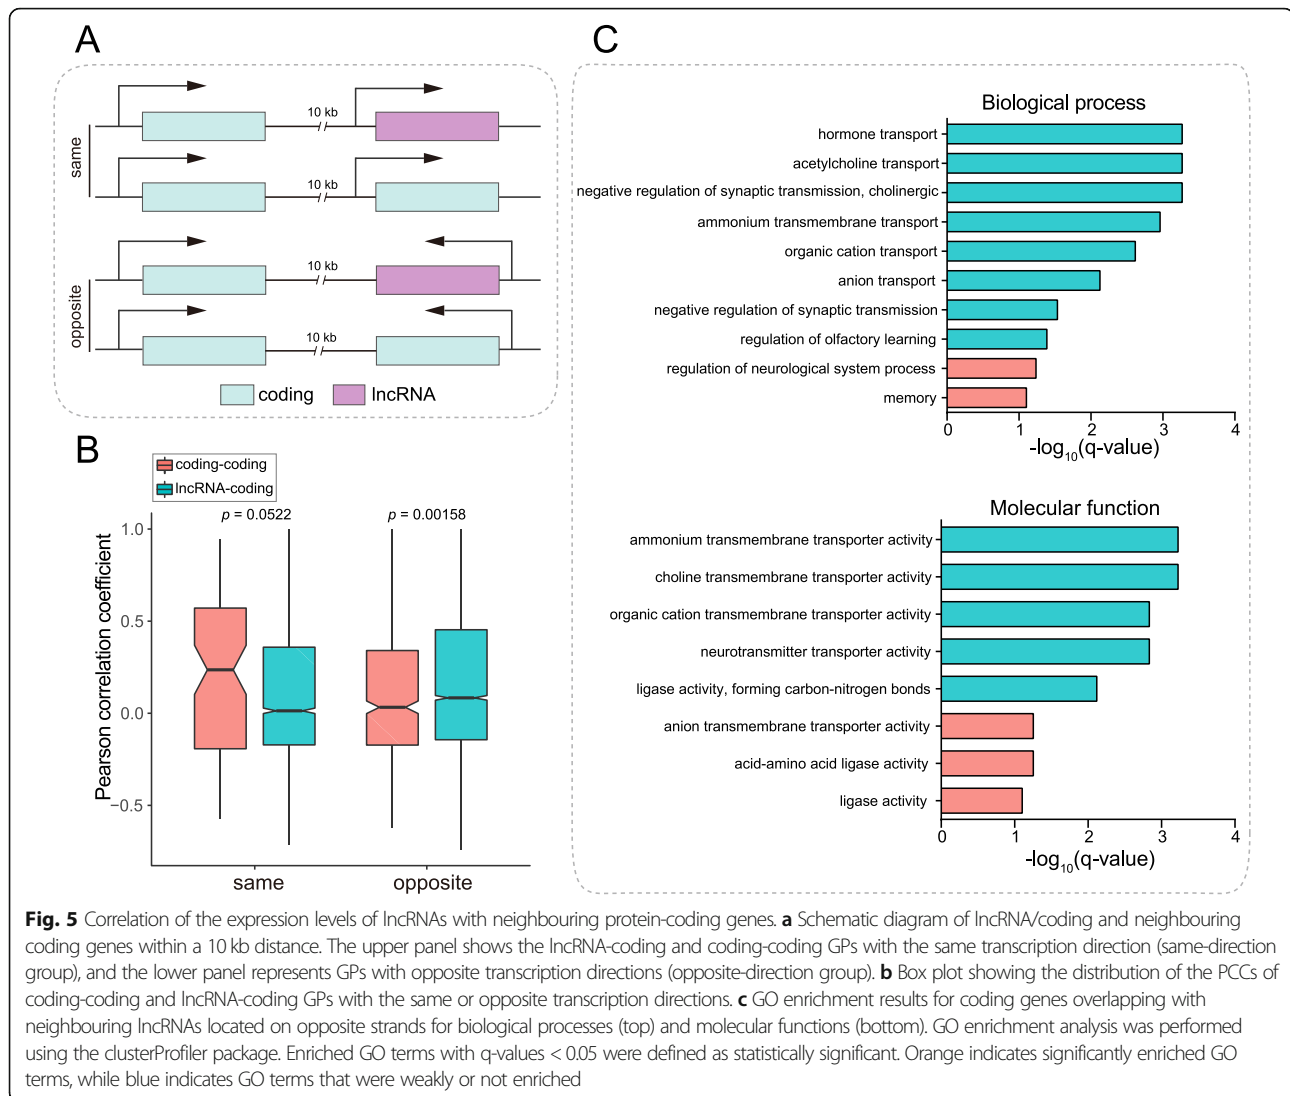 A
10 kb
same
10 kb
10 kb
opposite
10 kb
coding
lncRNA
B
coding-coding
lncRNA-coding
p = 0.0522
p = 0.00158
Pearson correlation coefficient
1.0
0.5
0.0
−0.5
same
opposite
C
Biological process
hormone transport
acetylcholine transport
negative regulation of synaptic transmission, cholinergic
ammonium transmembrane transport
organic cation transport
anion transport
negative regulation of synaptic transmission
regulation of olfactory learning
regulation of neurological system process
memory
0 1 2 3 4
-log10(q-value)
Molecular function
ammonium transmembrane transporter activity
choline transmembrane transporter activity
organic cation transmembrane transporter activity
neurotransmitter transporter activity
ligase activity, forming carbon-nitrogen bonds
anion transmembrane transporter activity
acid-amino acid ligase activity
ligase activity
0 1 2 3 4
-log10(q-value)
Fig. 5 Correlation of the expression levels of lncRNAs with neighbouring protein-coding genes. a Schematic diagram of lncRNA/coding and neighbouring
coding genes within a 10 kb distance. The upper panel shows the lncRNA-coding and coding-coding GPs with the same transcription direction (same-direction
group), and the lower panel represents GPs with opposite transcription directions (opposite-direction group). b Box plot showing the distribution of the PCCs of
coding-coding and lncRNA-coding GPs with the same or opposite transcription directions. c GO enrichment results for coding genes overlapping with
neighbouring lncRNAs located on opposite strands for biological processes (top) and molecular functions (bottom). GO enrichment analysis was performed
using the clusterProfiler package. Enriched GO terms with q-values < 0.05 were defined as statistically significant. Orange indicates significantly enriched GO
terms, while blue indicates GO terms that were weakly or not enriched